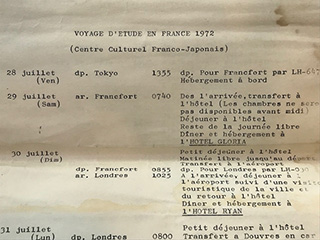 VOYAGE D'ETUDE EN FRANCE 1972
(Centre Culturel Franco-Japonais)
28 juillet dp. Tokyo 1355 dp. Pour Francfort par LH-647
(Ven) Hébergement à bord
29 juillet ar. Francfort 0740 Dès l'arrivée,transfert à
(Sam) l'hôtel (Les chambres ne sero
pas disponibles avant midi)
Déjeuner à l'hôtel
Reste de la journée libre
Dîner et hébergement à
l'HOTEL GLORIA
30 juillet Petit déjeuner à l'hôtel
(Dim) Matinée libre jusqu'au départ
Transfert à l'aéroport
dp. Francfort 0855 dp. Pour Londres par LH-
ar. Londres 1025 A l'arrivée, déjeuner à l
l'aéroport suivi d'une visite
touristique de la ville et
du retour à l'hôtel
Dîner et hébergement à
l'HOTEL RYAN
31 juillet Petit déjeuner à l'hôtel
(Lun) dp. Londres 0800 Transfert à Douvres en car